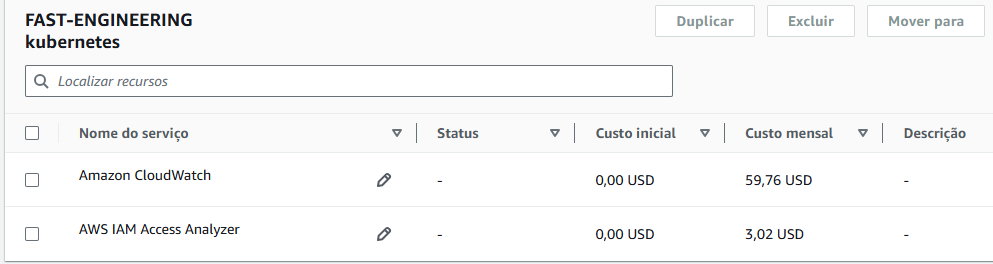 FAST-ENGINEERING
kubernetes
Duplicar
Excluir
Mover para
Localizar recursos
Nome do serviço Status Custo inicial Custo mensal Descrição
Amazon CloudWatch - 0,00 USD 59,76 USD -
AWS IAM Access Analyzer - 0,00 USD 3,02 USD -